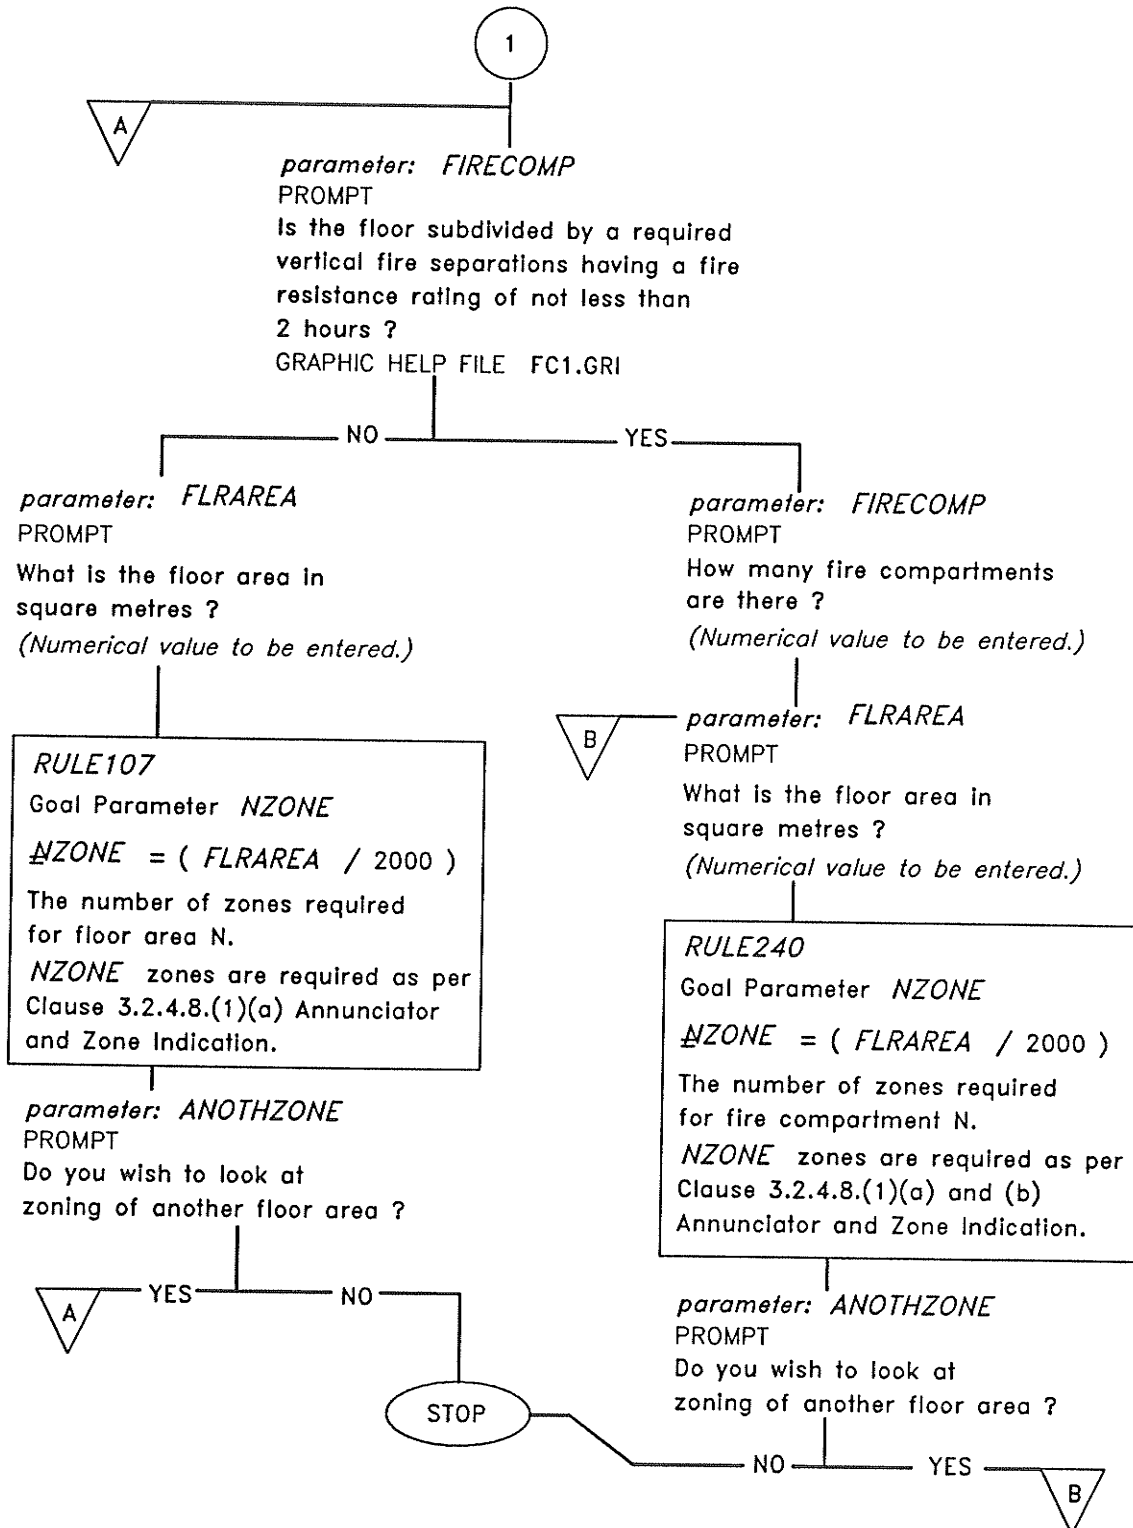 1
A
parameter: FIRECOMP
PROMPT
Is the floor subdivided by a required
vertical fire separations having a fire
resistance rating of not less than
2 hours ?
GRAPHIC HELP FILE FC1.GRI
NO
YES
parameter: FLRAREA
PROMPT
What is the floor area in
square metres ?
(Numerical value to be entered.)
RULE107
Goal Parameter NZONE
NZONE = ( FLRAREA / 2000 )
The number of zones required
for floor area N.
NZONE zones are required as per
Clause 3.2.4.8.(1)(a) Annunciator
and Zone Indication.
parameter: ANOTHZONE
PROMPT
Do you wish to look at
zoning of another floor area ?
A
YES
NO
STOP
parameter: FIRECOMP
PROMPT
How many fire compartments
are there ?
(Numerical value to be entered.)
B
parameter: FLRAREA
PROMPT
What is the floor area in
square metres ?
(Numerical value to be entered.)
RULE240
Goal Parameter NZONE
NZONE = ( FLRAREA / 2000 )
The number of zones required
for fire compartment N.
NZONE zones are required as per
Clause 3.2.4.8.(1)(a) and (b)
Annunciator and Zone Indication.
parameter: ANOTHZONE
PROMPT
Do you wish to look at
zoning of another floor area ?
NO
YES
B